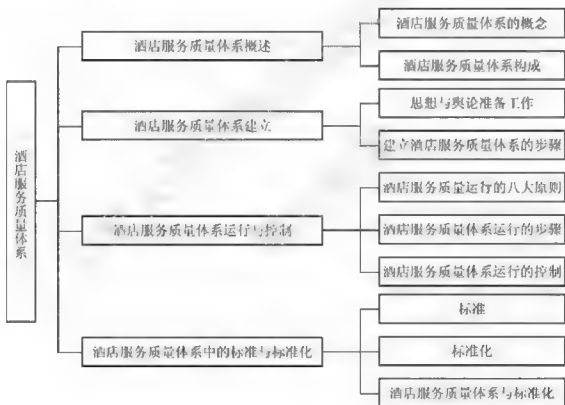 酒店服务质量体系
酒店服务质量体系概述
酒店服务质量体系的概念
酒店服务质量体系构成
酒店服务质量体系建立
思想与舆论准备工作
建立酒店服务质量体系的步骤
酒店服务质量体系运行与控制
酒店服务质量运行的八大原则
酒店服务质量体系运行的步骤
酒店服务质量体系运行的控制
酒店服务质量体系中的标准与标准化
标准
标准化
酒店服务质量体系与标准化